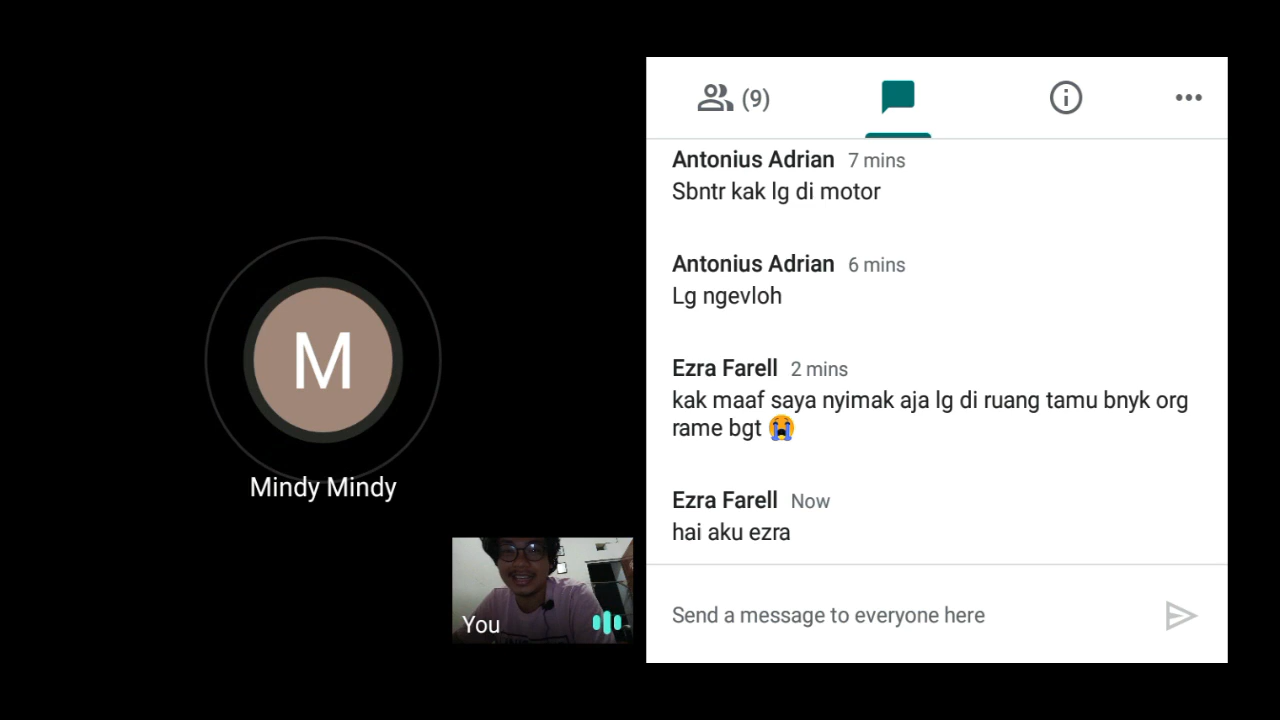 M
Mindy Mindy
You
(9)
Antonius Adrian 7 mins
Sbntr kak lg di motor
Antonius Adrian 6 mins
Lg ngevloh
Ezra Farell 2 mins
kak maaf saya nyimak aja lg di ruang tamu bnyk org
rame bgt 😭
Ezra Farell Now
hai aku ezra
Send a message to everyone here